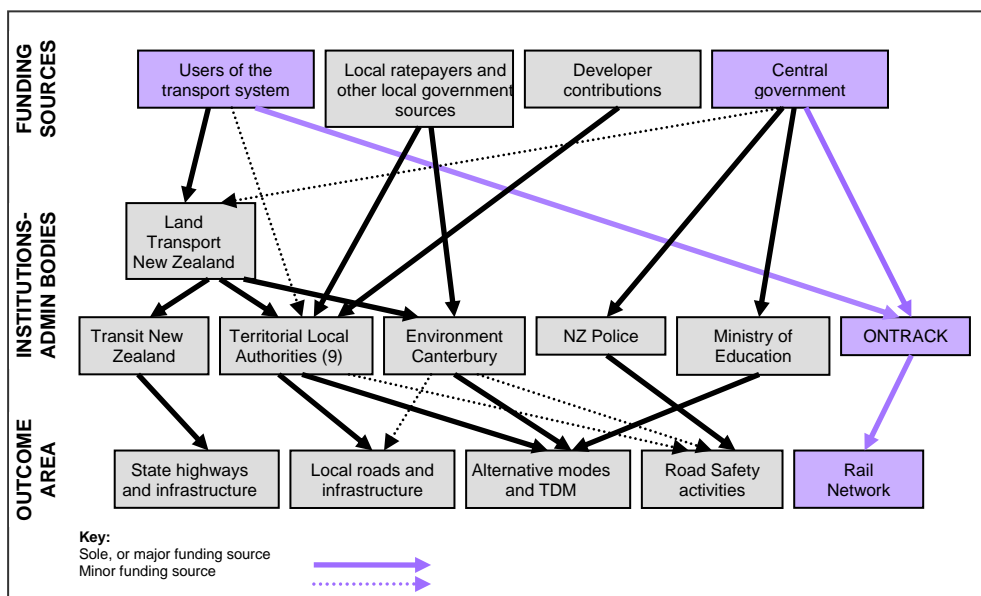 FUNDING
SOURCES
Users of the
transport system
Local ratepayers and
other local government
sources
Developer
contributions
Central
government
INSTITUTIONS-
ADMIN BODIES
Land
Transport
New Zealand
Transit New
Zealand
Territorial Local
Authorities (9)
Environment
Canterbury
NZ Police
Ministry of
Education
ONTRACK
OUTCOME
AREA
State highways
and infrastructure
Local roads and
infrastructure
Alternative modes
and TDM
Road Safety
activities
Rail
Network
Key:
Sole, or major funding source
Minor funding source